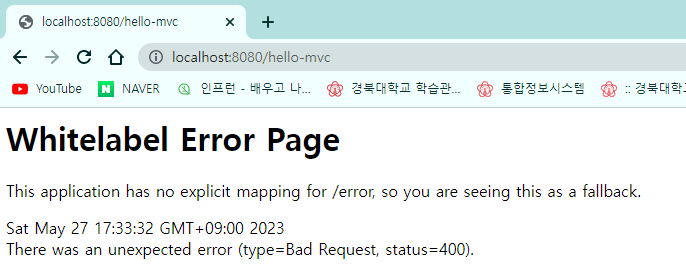 localhost:8080/hello-mvc
localhost:8080/hello-mvc
YouTube NAVER 인프런 - 배우고 나... 경북대학교 학습관... 통합정보시스템 :: 경북대학교
Whitelabel Error Page
This application has no explicit mapping for /error, so you are seeing this as a fallback.
Sat May 27 17:33:32 GMT+09:00 2023
There was an unexpected error (type=Bad Request, status=400).